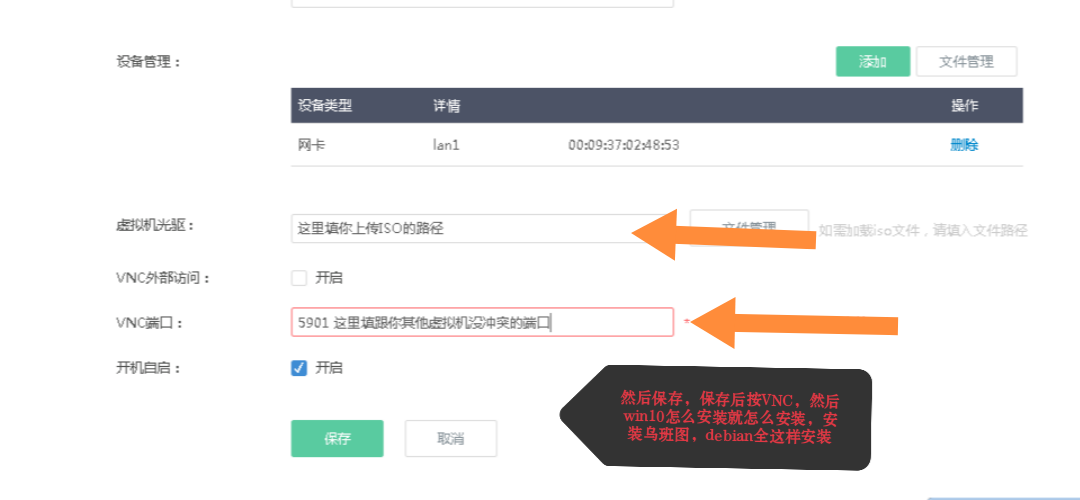 设备管理：
添加
文件管理
设备类型 详情 操作
网卡 lan1 00:09:37:02:48:53 删除
虚拟机光驱： 这里填你上传ISO的路径 文件管理 如需加载iso文件，请填入文件路径
VNC外部访问： 开启
VNC端口： 5901 这里填跟你其他虚拟机没冲突的端口 *
开机自启： 开启
保存 取消
然后保存，保存后按VNC，然后
win10怎么安装就怎么安装，安
装乌班图，debian全这样安装